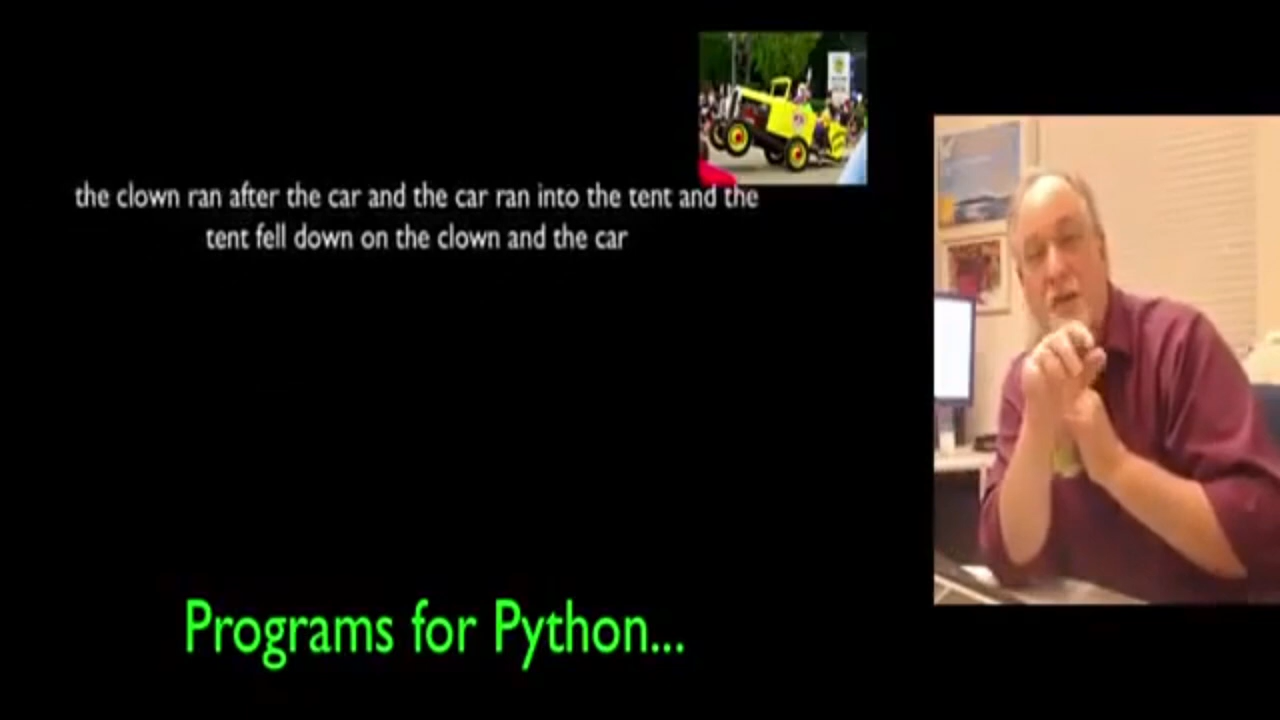 the clown ran after the car and the car ran into the tent and the
tent fell down on the clown and the car
Programs for Python...